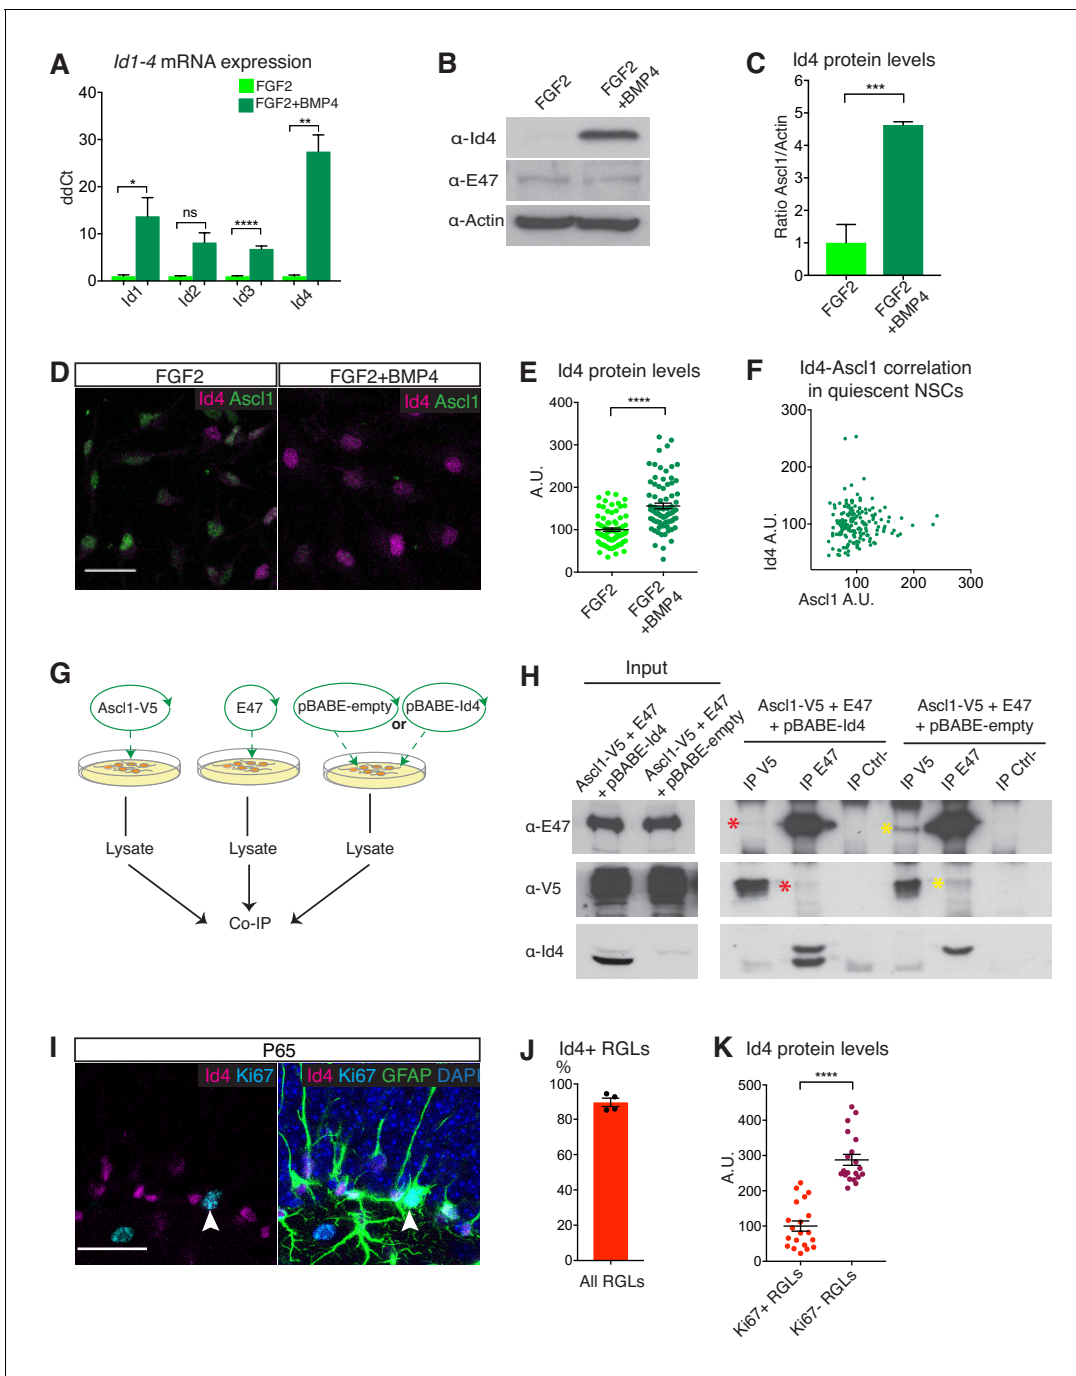 A
Id1-4 mRNA expression
FGF2
FGF2+BMP4
ddCt
40
30
20
10
0
*
ns
****
**
Id1
Id2
Id3
Id4
B
FGF2
FGF2
+BMP4
α-Id4
α-E47
α-Actin
C
Id4 protein levels
Ratio Ascl1/Actin
6
5
4
3
2
1
0
***
FGF2
FGF2
+BMP4
D
FGF2
FGF2+BMP4
Id4 Ascl1
Id4 Ascl1
E
Id4 protein levels
A.U.
400
300
200
100
0
****
FGF2
FGF2
+BMP4
F
Id4-Ascl1 correlation
in quiescent NSCs
Id4 A.U.
300
200
100
100
200
300
Ascl1 A.U.
G
Ascl1-V5
E47
pBABE-empty
or
pBABE-Id4
Lysate
Lysate
Lysate
Co-IP
H
Input
Ascl1-V5 + E47
+ pBABE-Id4
Ascl1-V5 + E47
+ pBABE-empty
Ascl1-V5 + E47
+ pBABE-Id4
Ascl1-V5 + E47
+ pBABE-empty
IP V5
IP E47
IP Ctrl-
IP V5
IP E47
IP Ctrl-
α-E47
*
*
α-V5
*
*
α-Id4
I
P65
Id4 Ki67
Id4 Ki67 GFAP DAPI
J
Id4+ RGLs
%
100
80
60
40
20
0
All RGLs
K
Id4 protein levels
A.U.
500
400
300
200
100
0
****
Ki67+ RGLs
Ki67- RGLs